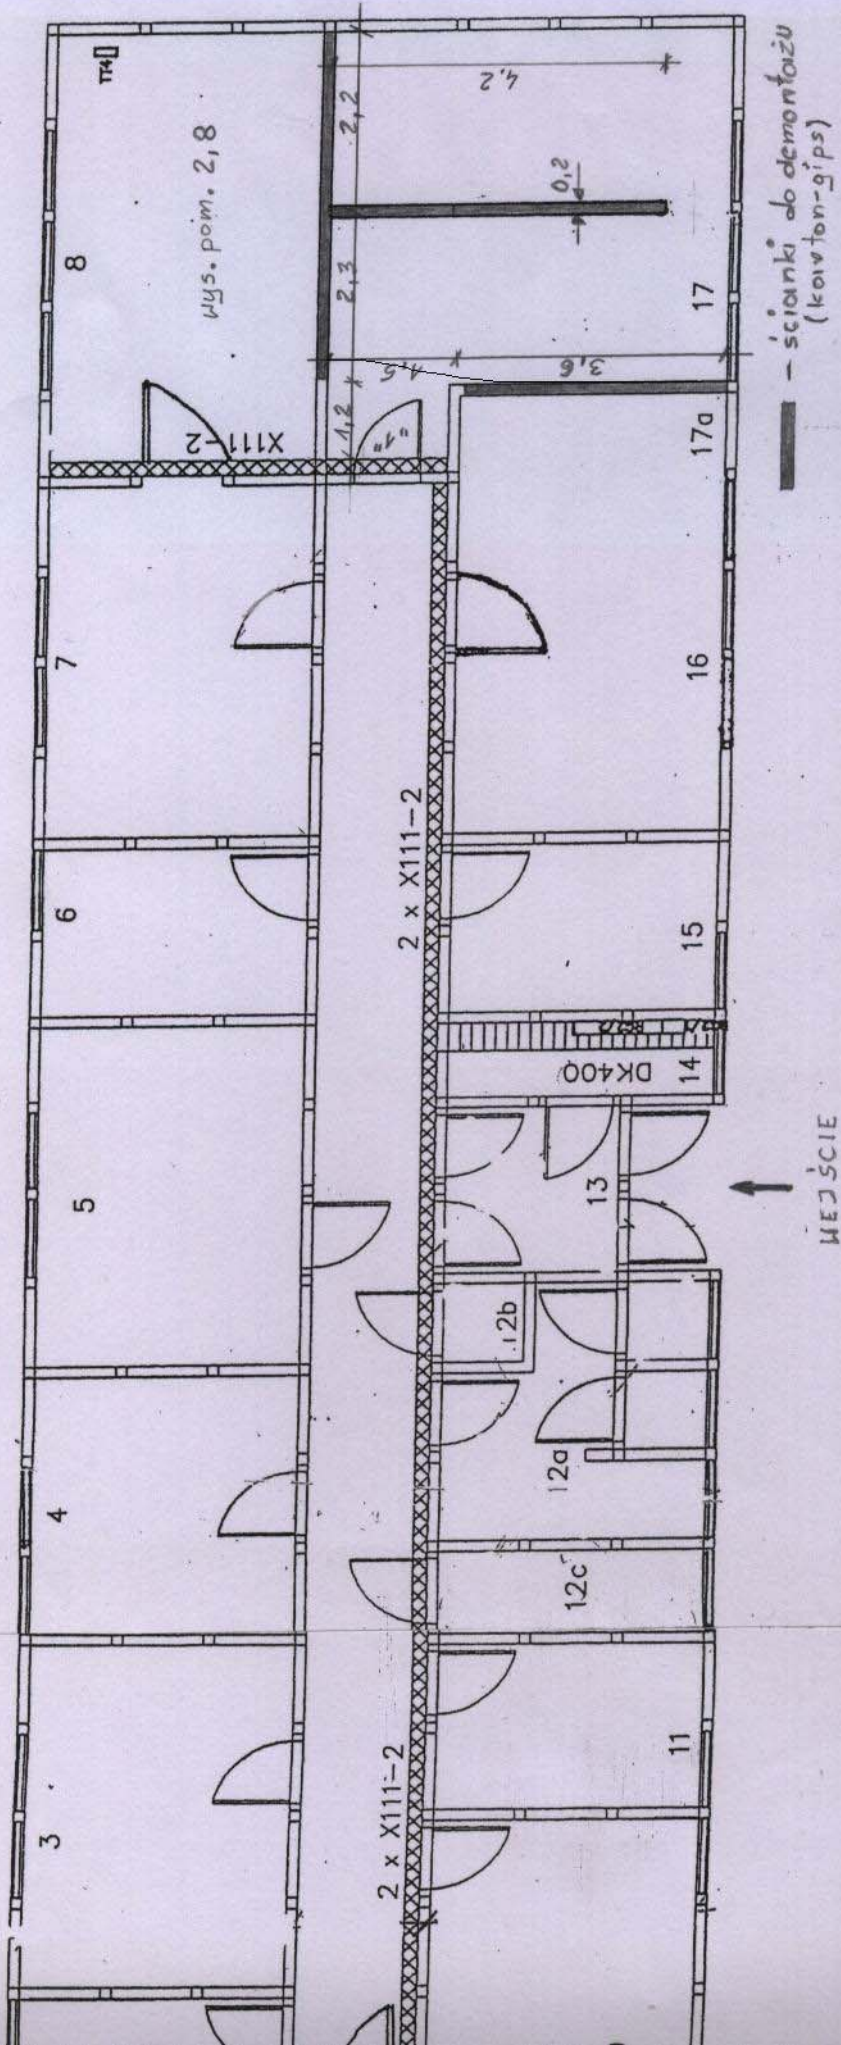 TT4
4,2
2,2
wys. pom. 2,8
0,2
8
2,3
17
1,5
3,6
1,2
"1"
X111-2
17a
– ścianki do demontażu
(karton-gips)
7
16
2 x X111-2
6
15
DK400
14
5
13
WEJŚCIE
12b
4
12a
12c
3
2 x X111-2
11